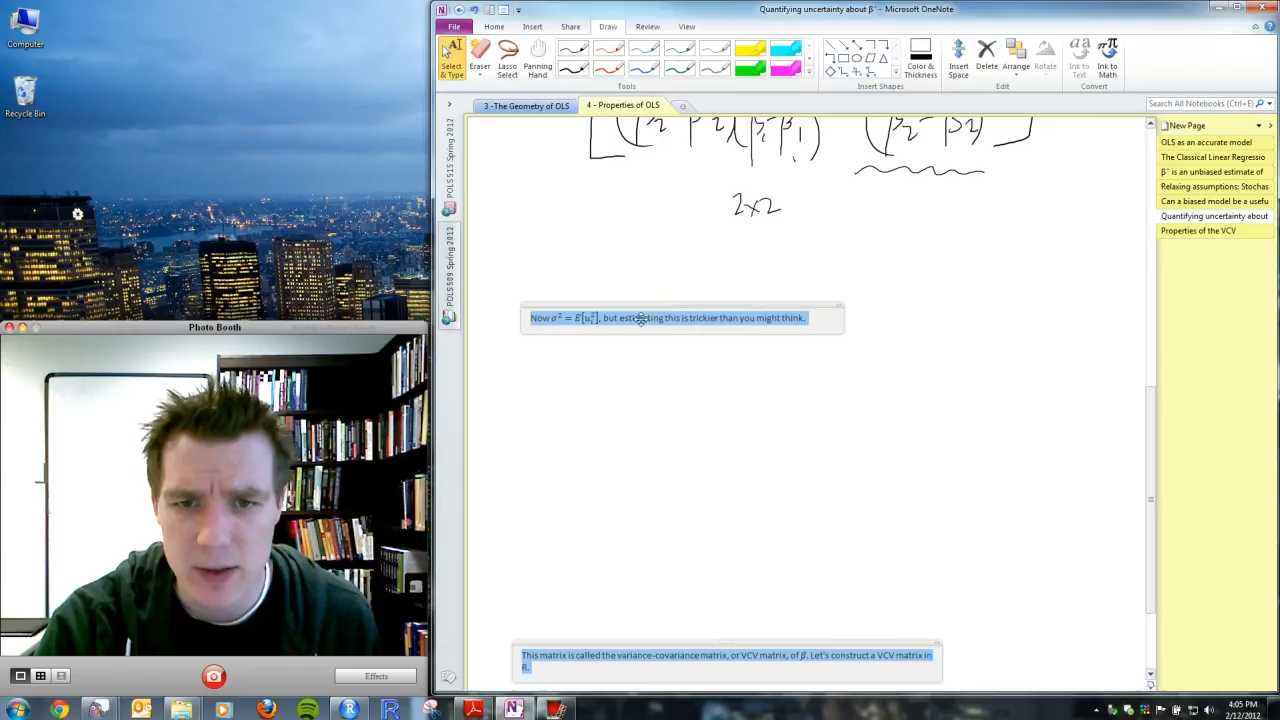 Computer
Recycle Bin
Quantifying uncertainty about β^ - Microsoft OneNote
File Home Insert Share Draw Review View
Select & Type
Eraser
Lasso Select
Panning Hand
Color & Thickness
Insert Space
Delete
Arrange
Rotate
Ink to Text
Ink to Math
Tools
Insert Shapes
Edit
Convert
3 -The Geometry of OLS
4 - Properties of OLS
Search All Notebooks (Ctrl+E)
New Page
OLS as an accurate model
The Classical Linear Regressio
β^ is an unbiased estimate of
Relaxing assumptions: Stochas
Can a biased model be a usefu
Quantifying uncertainty about
Properties of the VCV
POLS 515 Spring 2012
POLS 509 Spring 2012
2x2
Now σ² = E[uᵢ²], but estimating this is trickier than you might think.
This matrix is called the variance-covariance matrix, or VCV matrix, of β. Let's construct a VCV matrix in
R.
Photo Booth
Effects
4:05 PM
2/12/2012